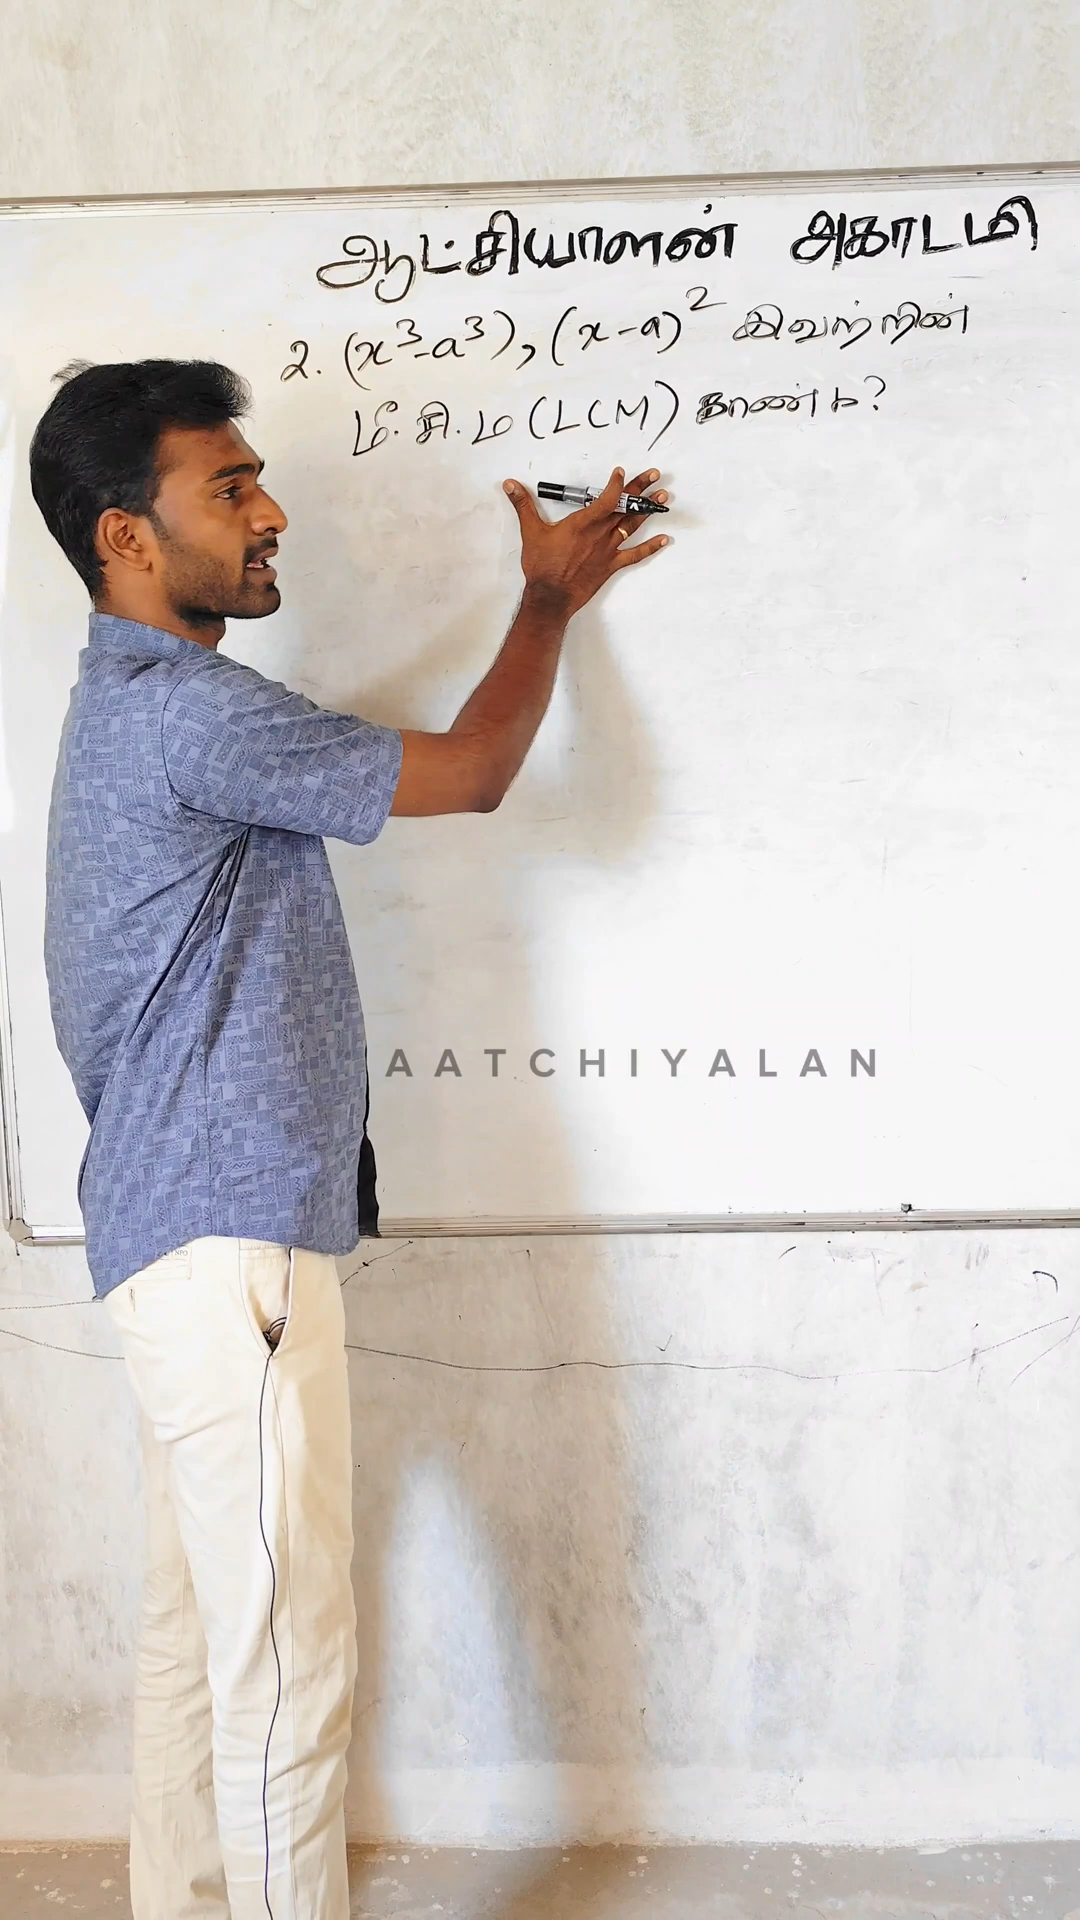 ஆட்சியாளன் அகாடமி
2. (x³-a³), (x-a)² இவற்றின்
மீ.சி.ம (LCM) காண்க?
AATCHIYALAN